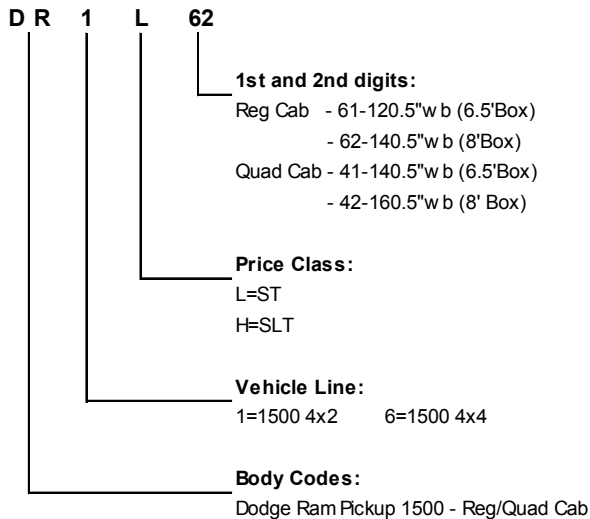 D R 1 L 62
1st and 2nd digits:
Reg Cab - 61-120.5"w b (6.5'Box)
- 62-140.5"w b (8'Box)
Quad Cab - 41-140.5"w b (6.5'Box)
- 42-160.5"w b (8' Box)
Price Class:
L=ST
H=SLT
Vehicle Line:
1=1500 4x2 6=1500 4x4
Body Codes:
Dodge Ram Pickup 1500 - Reg/Quad Cab